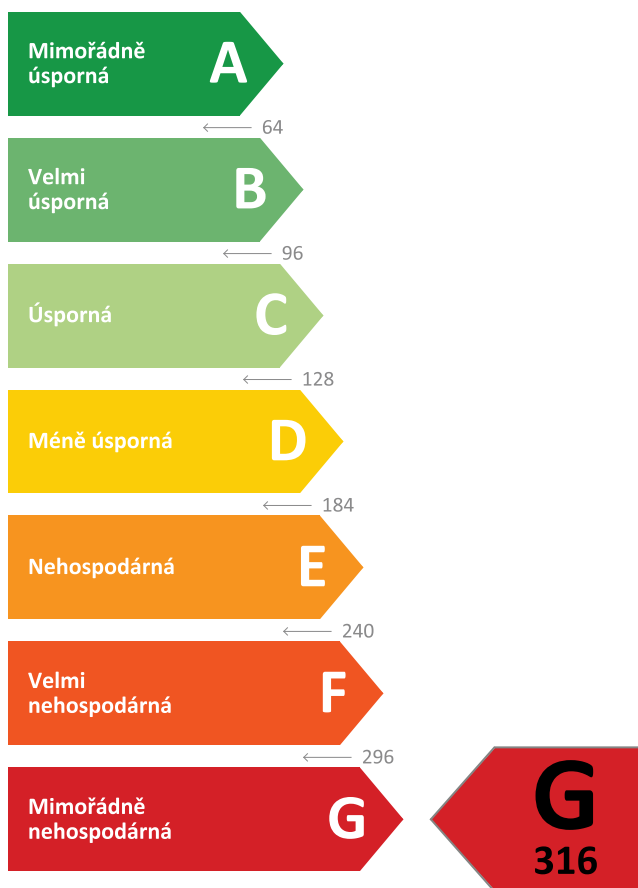 Mimořádně
úsporná
A
64
Velmi
úsporná
B
96
Úsporná
C
128
Méně úsporná
D
184
Nehospodárná
E
240
Velmi
nehospodárná
F
296
Mimořádně
nehospodárná
G
G
316